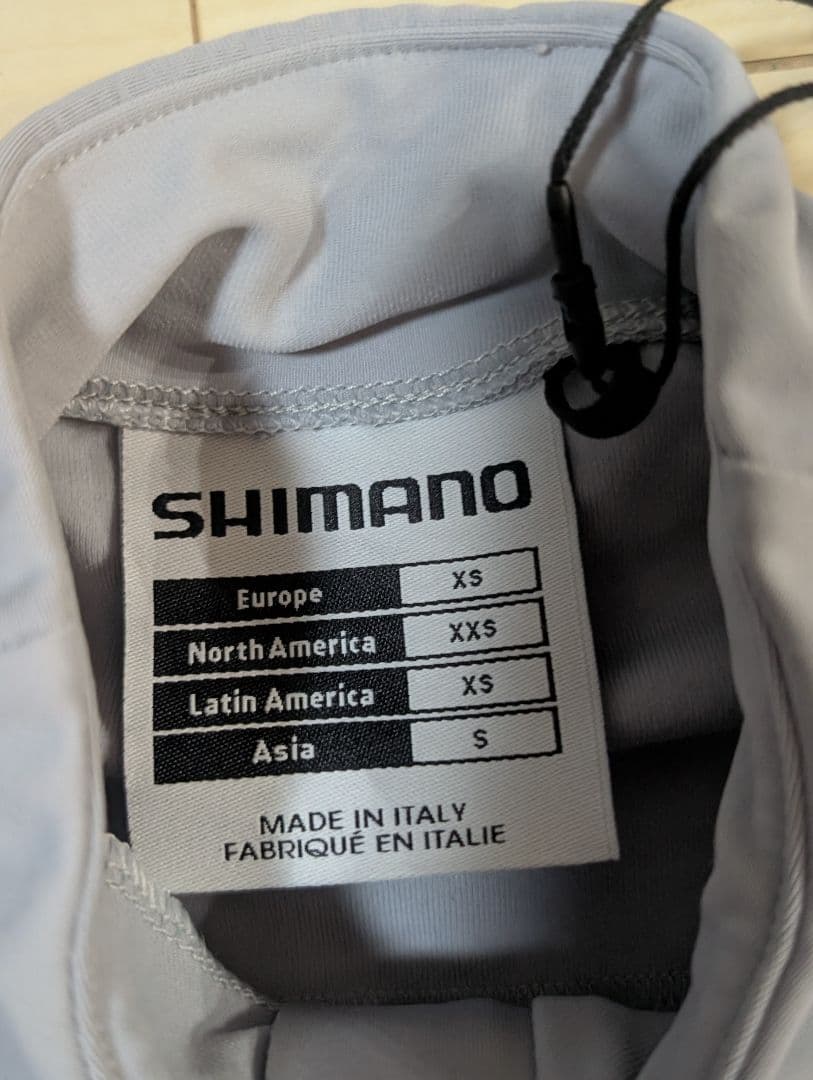 SHIMANO
Europe XS
North America XXS
Latin America XS
Asia S
MADE IN ITALY
FABRIQUÉ EN ITALIE